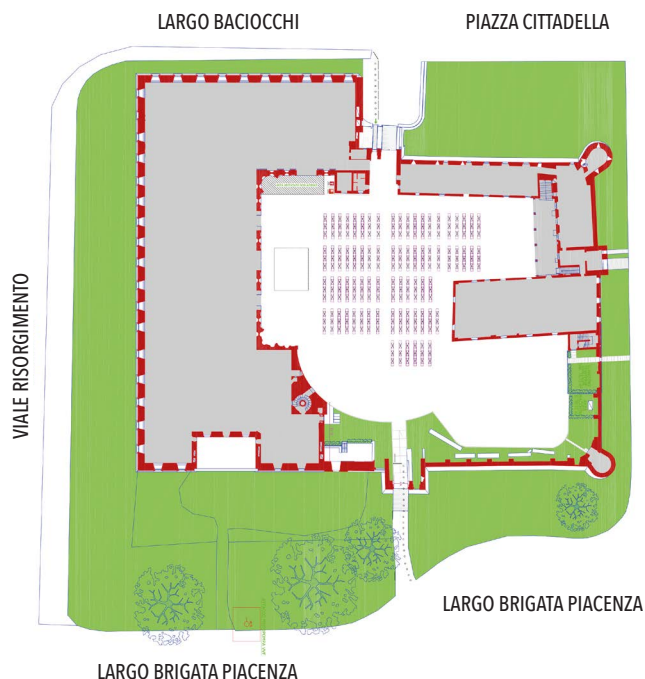 LARGO BACIOCCHI
PIAZZA CITTADELLA
VIALE RISORGIMENTO
LARGO BRIGATA PIACENZA
LARGO BRIGATA PIACENZA